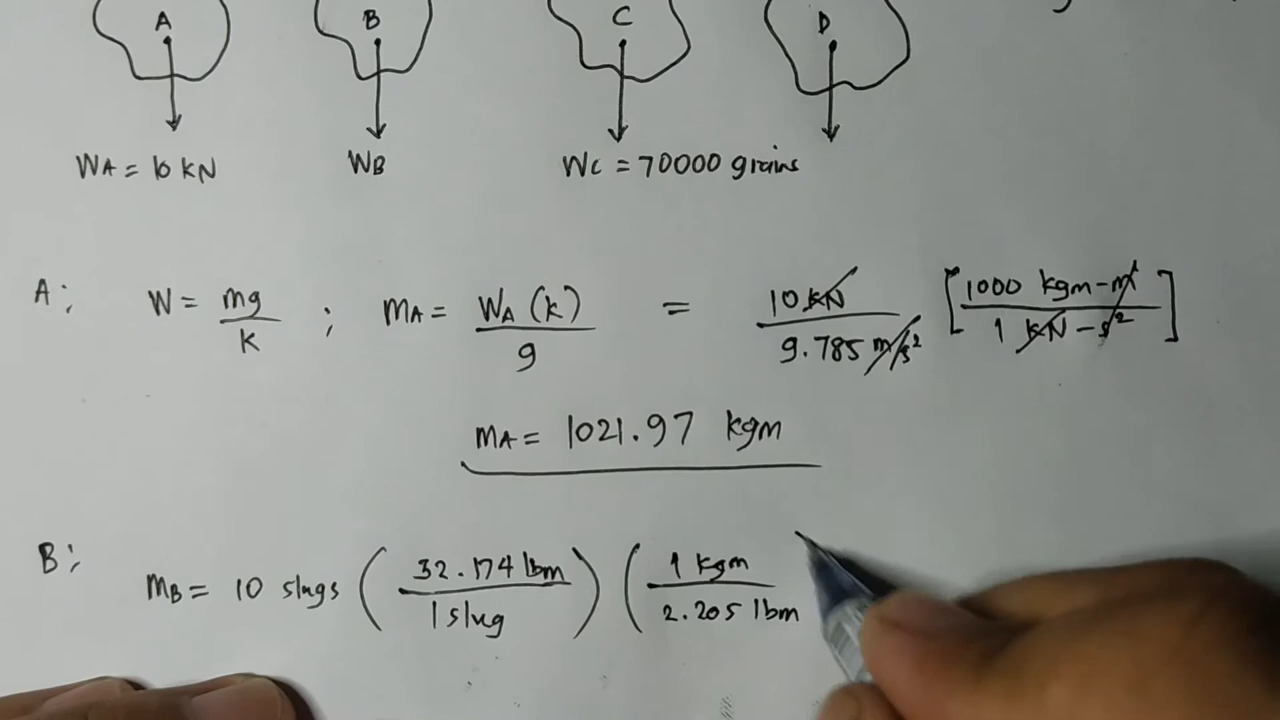 A B C D
WA = 10 KN WB WC = 70000 grains
A: W = mg/k ; mA = WA (k)/g = 10 KN/9.785 m/s² [1000 kgm-m/1 KN-s²]
mA = 1021.97 kgm
B: mB = 10 slugs (32.174 lbm/1 slug) (1 kgm/2.205 lbm